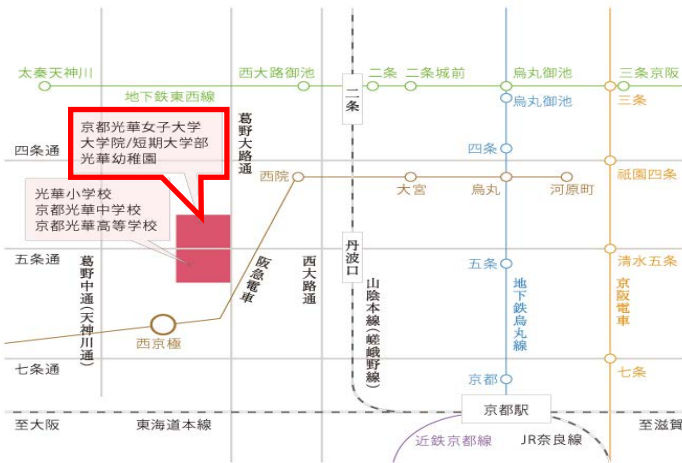 太秦天神川
西大路御池
二条
二条城前
烏丸御池
三条京阪
地下鉄東西線
二条
烏丸御池
三条
京都光華女子大学
大学院/短期大学部
光華幼稚園
葛野大路通
四条通
四条
祇園四条
西院
大宮
烏丸
河原町
光華小学校
京都光華中学校
京都光華高等学校
五条通
葛野中通(天神川通)
阪急電車
西大路通
丹波口
山陰本線(嵯峨野線)
五条
地下鉄烏丸線
清水五条
京阪電車
西京極
七条通
京都
七条
京都駅
至大阪
東海道本線
至滋賀
近鉄京都線
JR奈良線